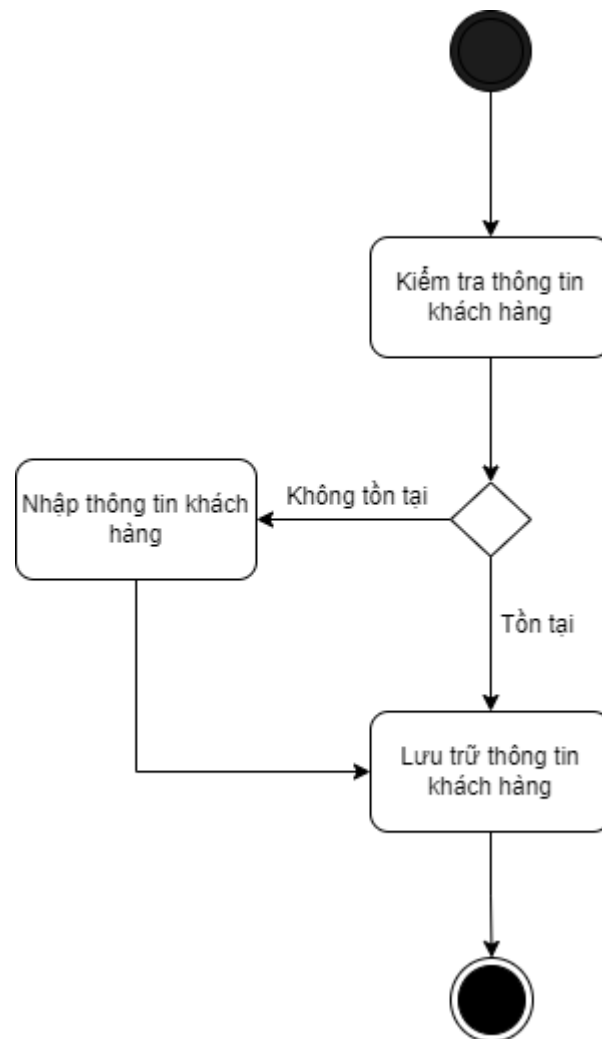 Kiểm tra thông tin
khách hàng
Không tồn tại
Nhập thông tin khách
hàng
Tồn tại
Lưu trữ thông tin
khách hàng